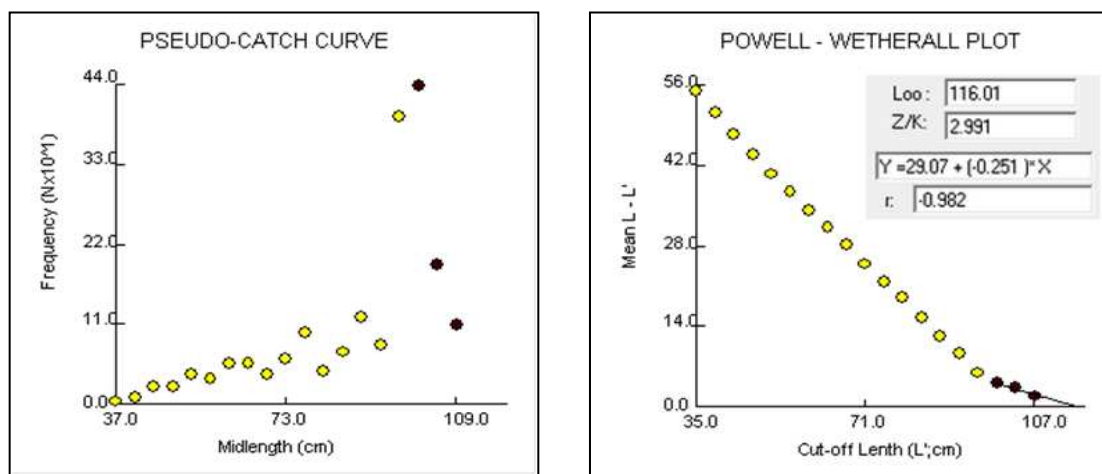 PSEUDO-CATCH CURVE
Frequency (Nx10^1)
44.0
33.0
22.0
11.0
0.0
37.0
73.0
109.0
Midlength (cm)
POWELL - WETHERALL PLOT
Mean L - L'
56.0
42.0
28.0
14.0
0.0
35.0
71.0
107.0
Cut-off Lenth (L';cm)
Loo: 116.01
Z/K: 2.991
Y =29.07 + (-0.251 )* X
r: -0.982